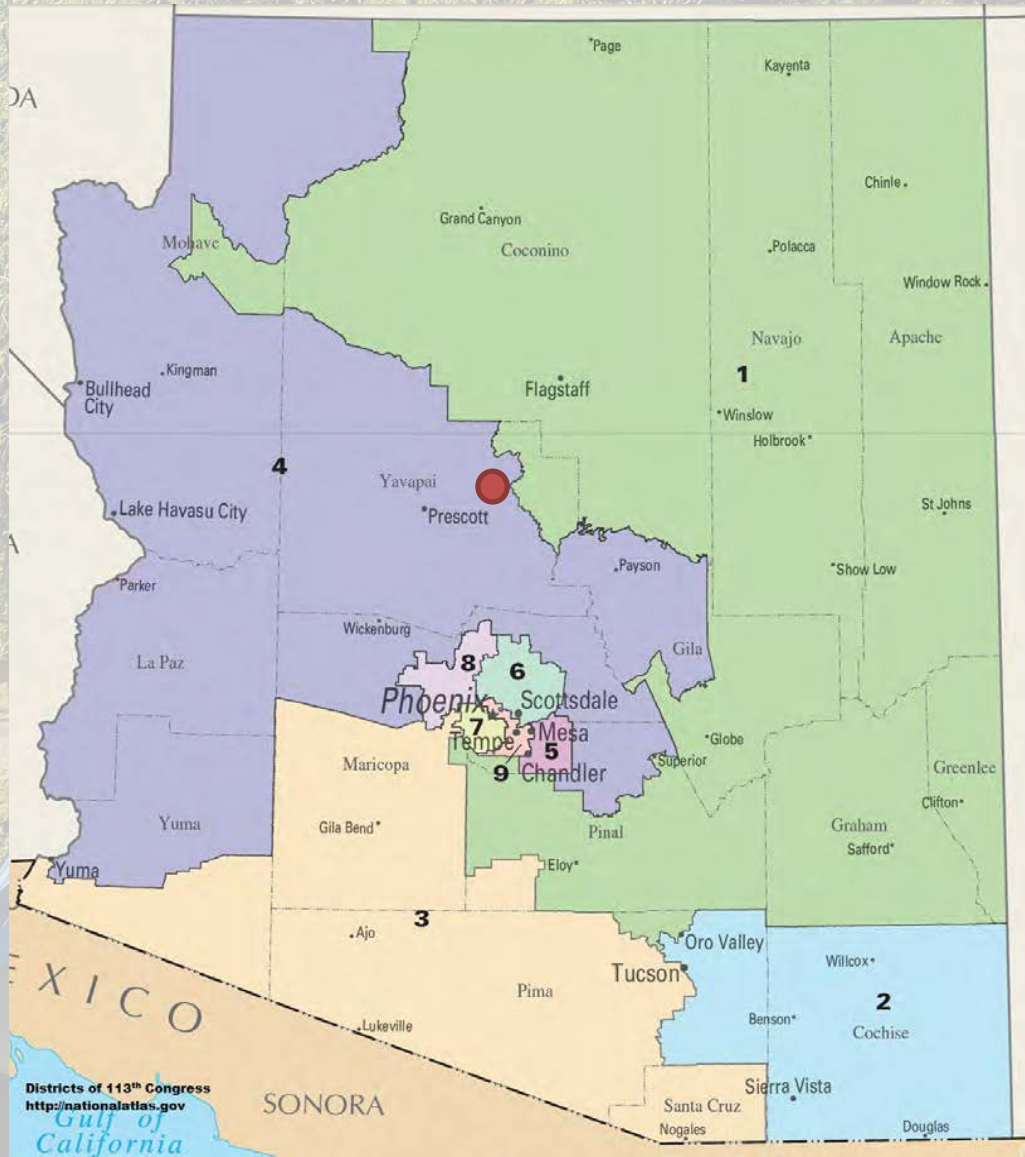 Page
Kayenta
DA
Chinle
Grand Canyon
Mohave
Coconino
Polacca
Window Rock
Navajo
Apache
Kingman
1
Bullhead
City
Flagstaff
Winslow
Holbrook
4
Yavapai
Lake Havasu City
Prescott
St Johns
A
Payson
Show Low
Parker
Wickenburg
La Paz
Gila
8
6
Phoenix
Scottsdale
7
Tempe
Mesa
5
Globe
Maricopa
9
Chandler
Superior
Greenlee
Clifton
Yuma
Gila Bend
Pinal
Graham
Safford
Eloy
Yuma
3
Ajo
Oro Valley
Tucson
Willcox
EXICO
Pima
2
Benson
Cochise
Lukeville
Districts of 113th Congress
http://nationalatlas.gov
SONORA
Sierra Vista
Santa Cruz
Gulf of
California
Nogales
Douglas